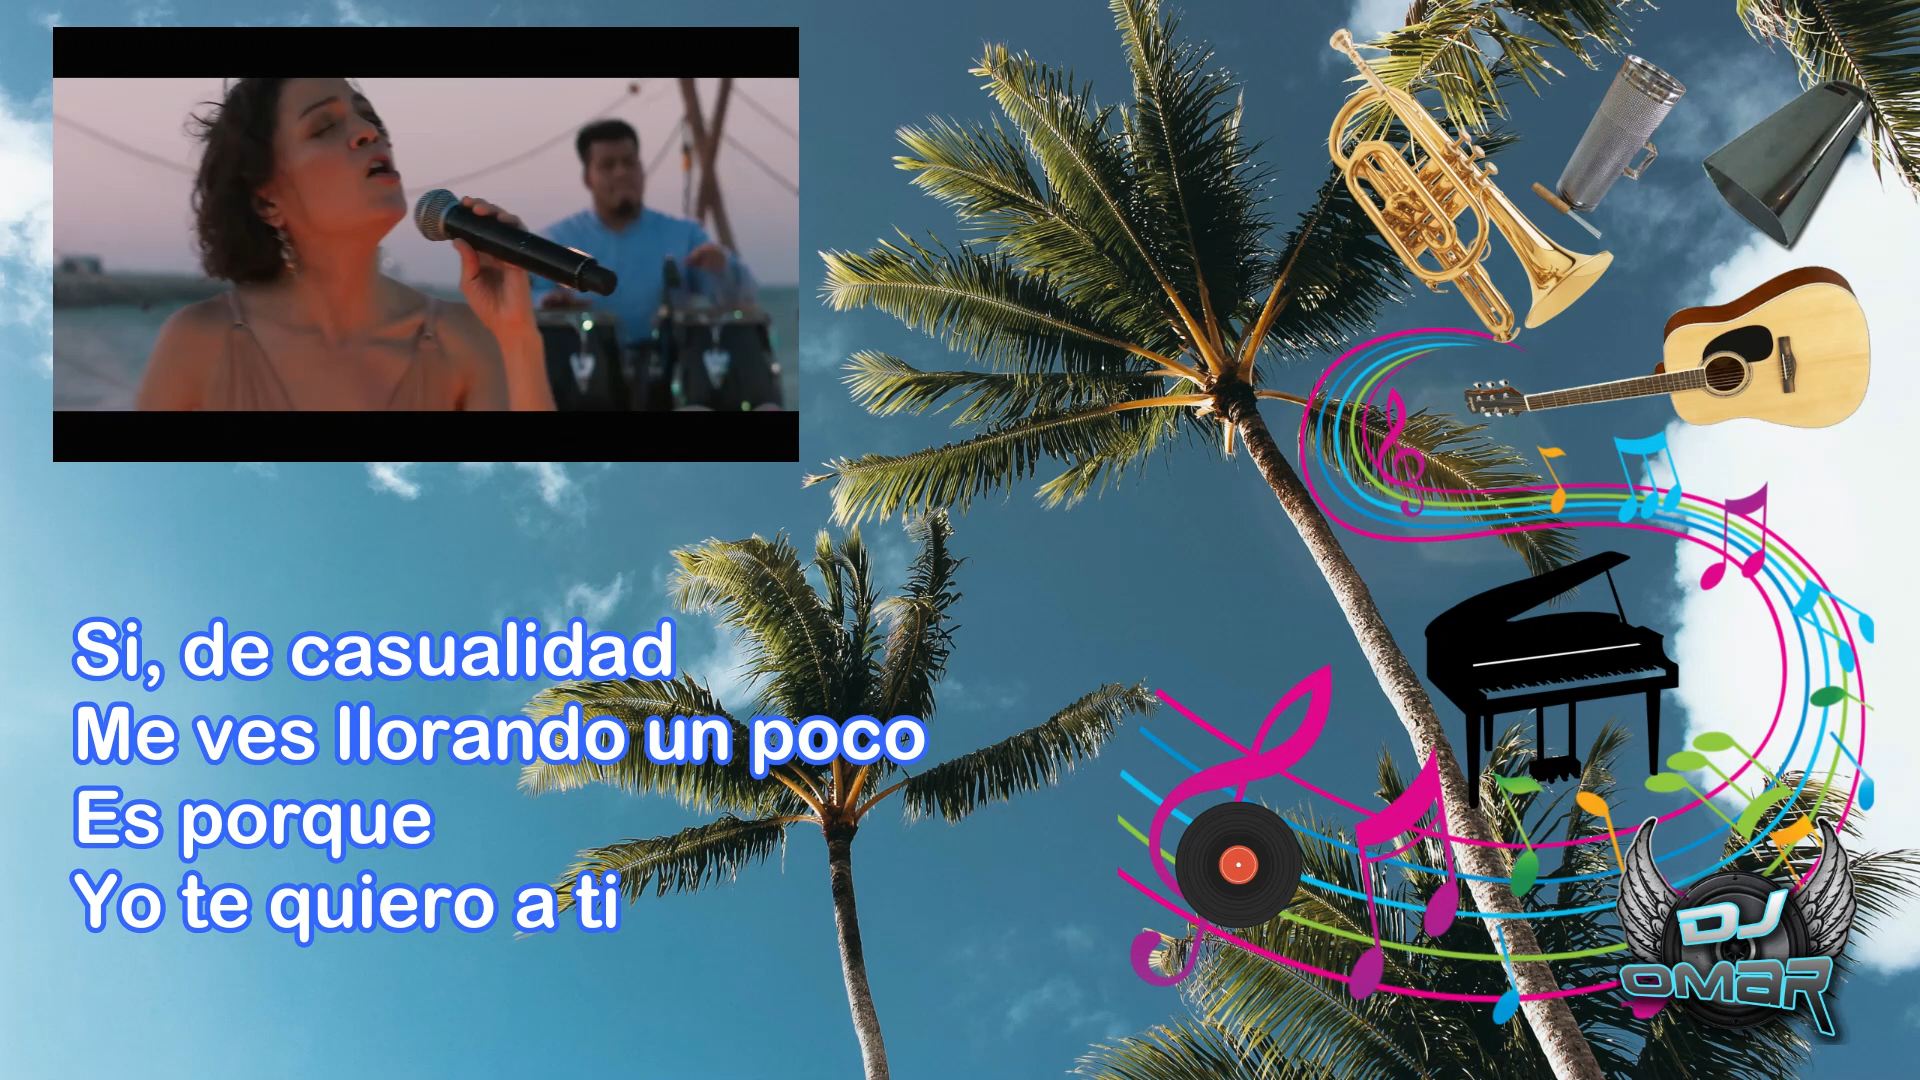 Si, de casualidad
Me ves llorando un poco
Es porque
Yo te quiero a ti
DJ
OMAR